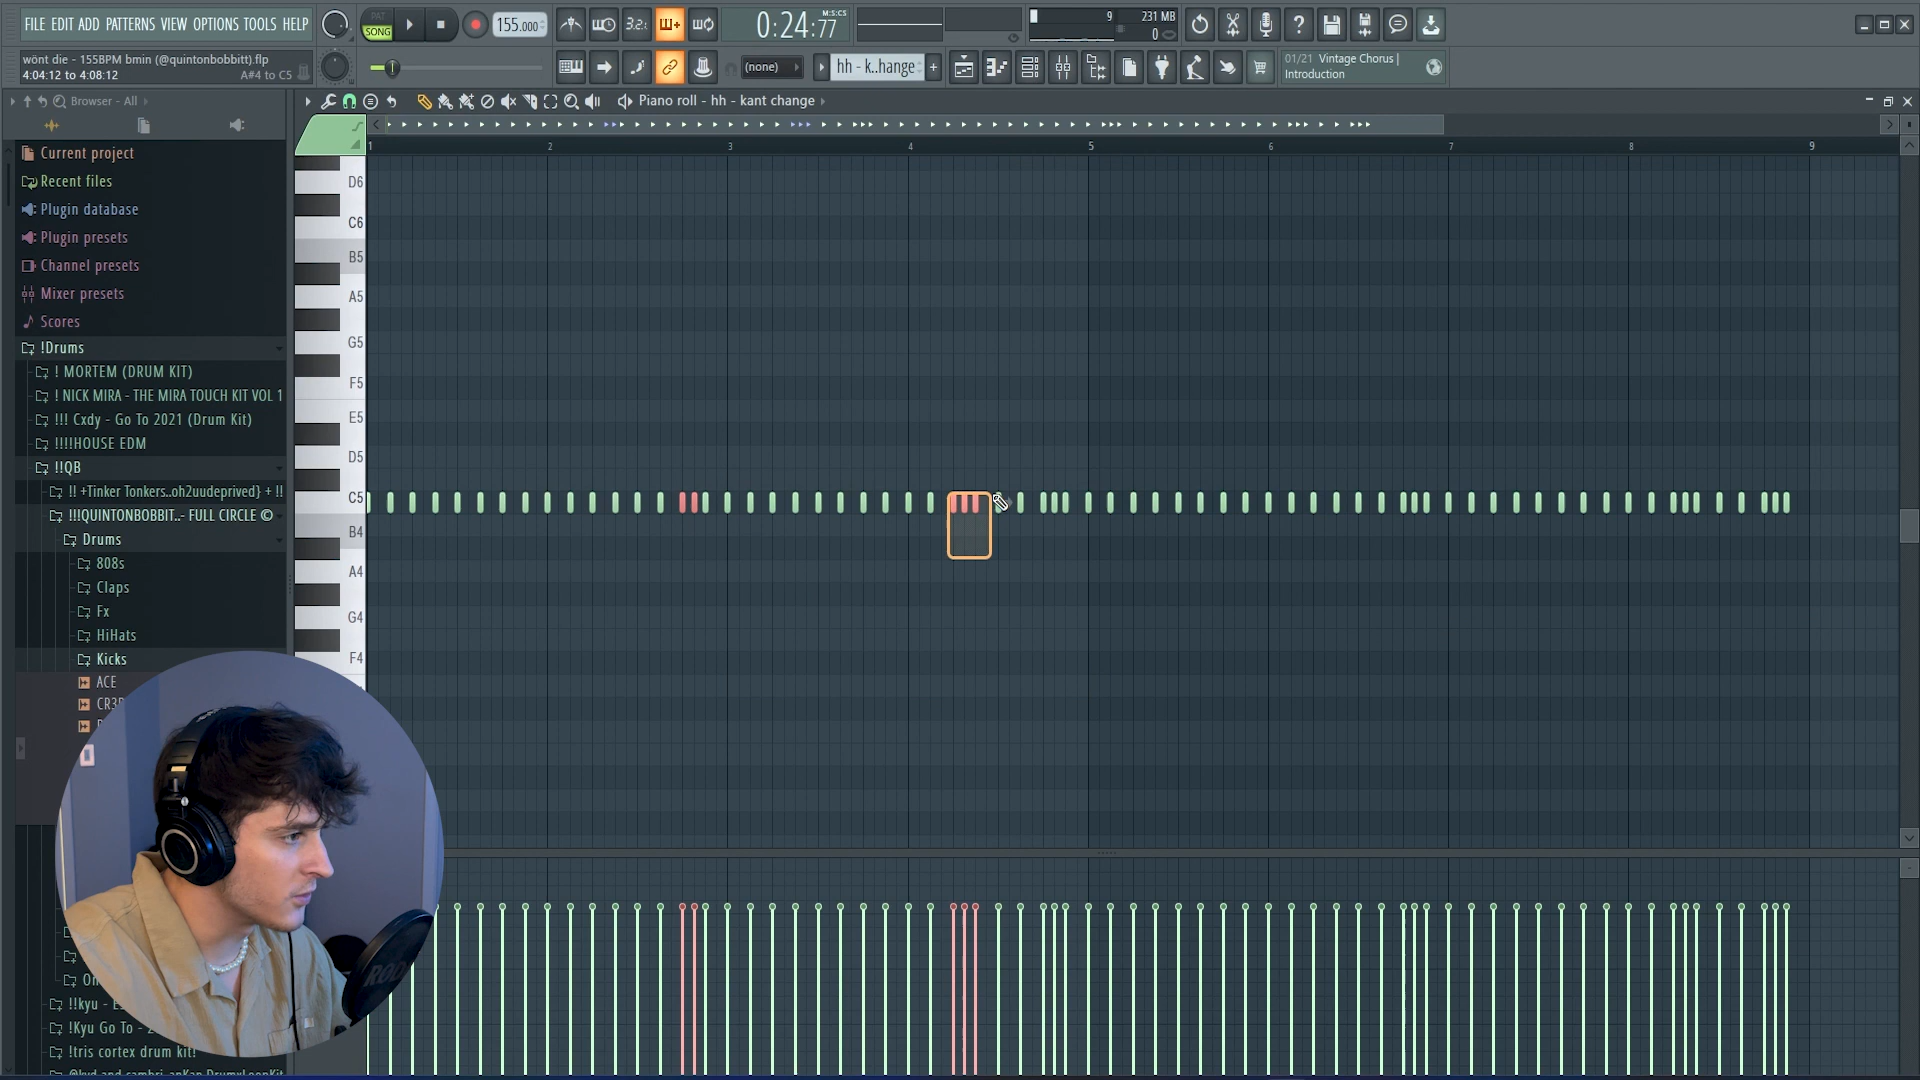 FILE EDIT ADD PATTERNS VIEW OPTIONS TOOLS HELP
PAT
SONG
155.000
3.2.
0:24:77
M:S:CS
9
231 MB
0
wönt die - 155BPM bmin (@quintonbobbitt).flp
4:04:12 to 4:08:12
A#4 to C5
(none)
hh - k..hange
+
01/21 Vintage Chorus |
Introduction
Browser - All
Piano roll - hh - kant change
1
2
3
4
5
6
7
8
9
Current project
Recent files
Plugin database
Plugin presets
Channel presets
Mixer presets
Scores
!Drums
! MORTEM (DRUM KIT)
! NICK MIRA - THE MIRA TOUCH KIT VOL 1
!!! Cxdy - Go To 2021 (Drum Kit)
!!!!HOUSE EDM
!!QB
!! +Tinker Tonkers..oh2uudeprived} + !!
!!!QUINTONBOBBIT..- FULL CIRCLE ©
Drums
808s
Claps
Fx
HiHats
Kicks
ACE
!!kyu -
!Kyu Go To -
!tris cortex drum kit!
D6
C6
B5
A5
G5
F5
E5
D5
C5
B4
A4
G4
F4
RODE